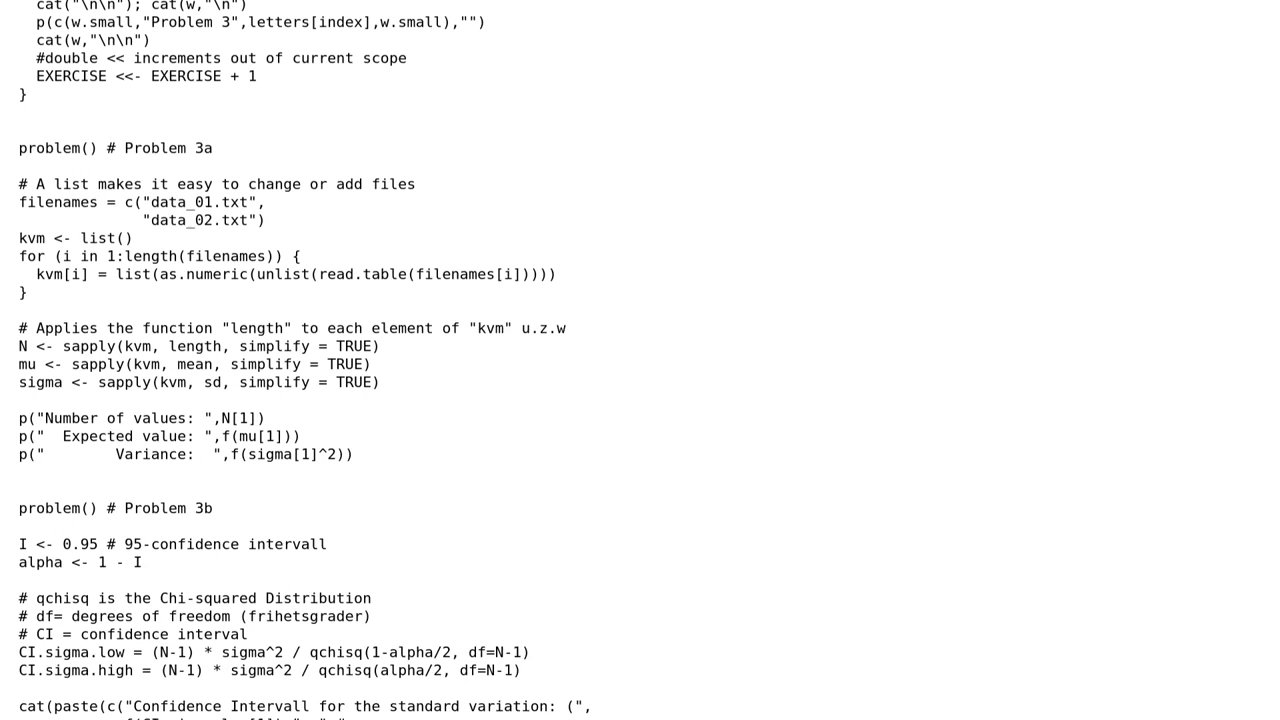 cat("\n\n"); cat(w,"\n")
p(c(w.small,"Problem 3",letters[index],w.small),"")
cat(w,"\n\n")
#double << increments out of current scope
EXERCISE <<- EXERCISE + 1
}
problem() # Problem 3a
# A list makes it easy to change or add files
filenames = c("data_01.txt",
"data_02.txt")
kvm <- list()
for (i in 1:length(filenames)) {
kvm[i] = list(as.numeric(unlist(read.table(filenames[i]))))
}
# Applies the function "length" to each element of "kvm" u.z.w
N <- sapply(kvm, length, simplify = TRUE)
mu <- sapply(kvm, mean, simplify = TRUE)
sigma <- sapply(kvm, sd, simplify = TRUE)
p("Number of values: ",N[1])
p("  Expected value: ",f(mu[1]))
p("        Variance:  ",f(sigma[1]^2))
problem() # Problem 3b
I <- 0.95 # 95-confidence intervall
alpha <- 1 - I
# qchisq is the Chi-squared Distribution
# df= degrees of freedom (frihetsgrader)
# CI = confidence interval
CI.sigma.low = (N-1) * sigma^2 / qchisq(1-alpha/2, df=N-1)
CI.sigma.high = (N-1) * sigma^2 / qchisq(alpha/2, df=N-1)
cat(paste(c("Confidence Intervall for the standard variation: (",